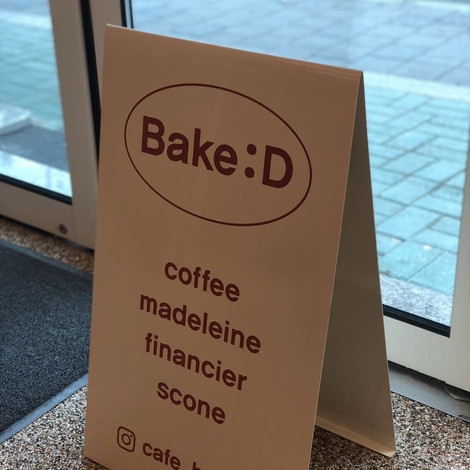 Bake:D
coffee
madeleine
financier
scone
cafe